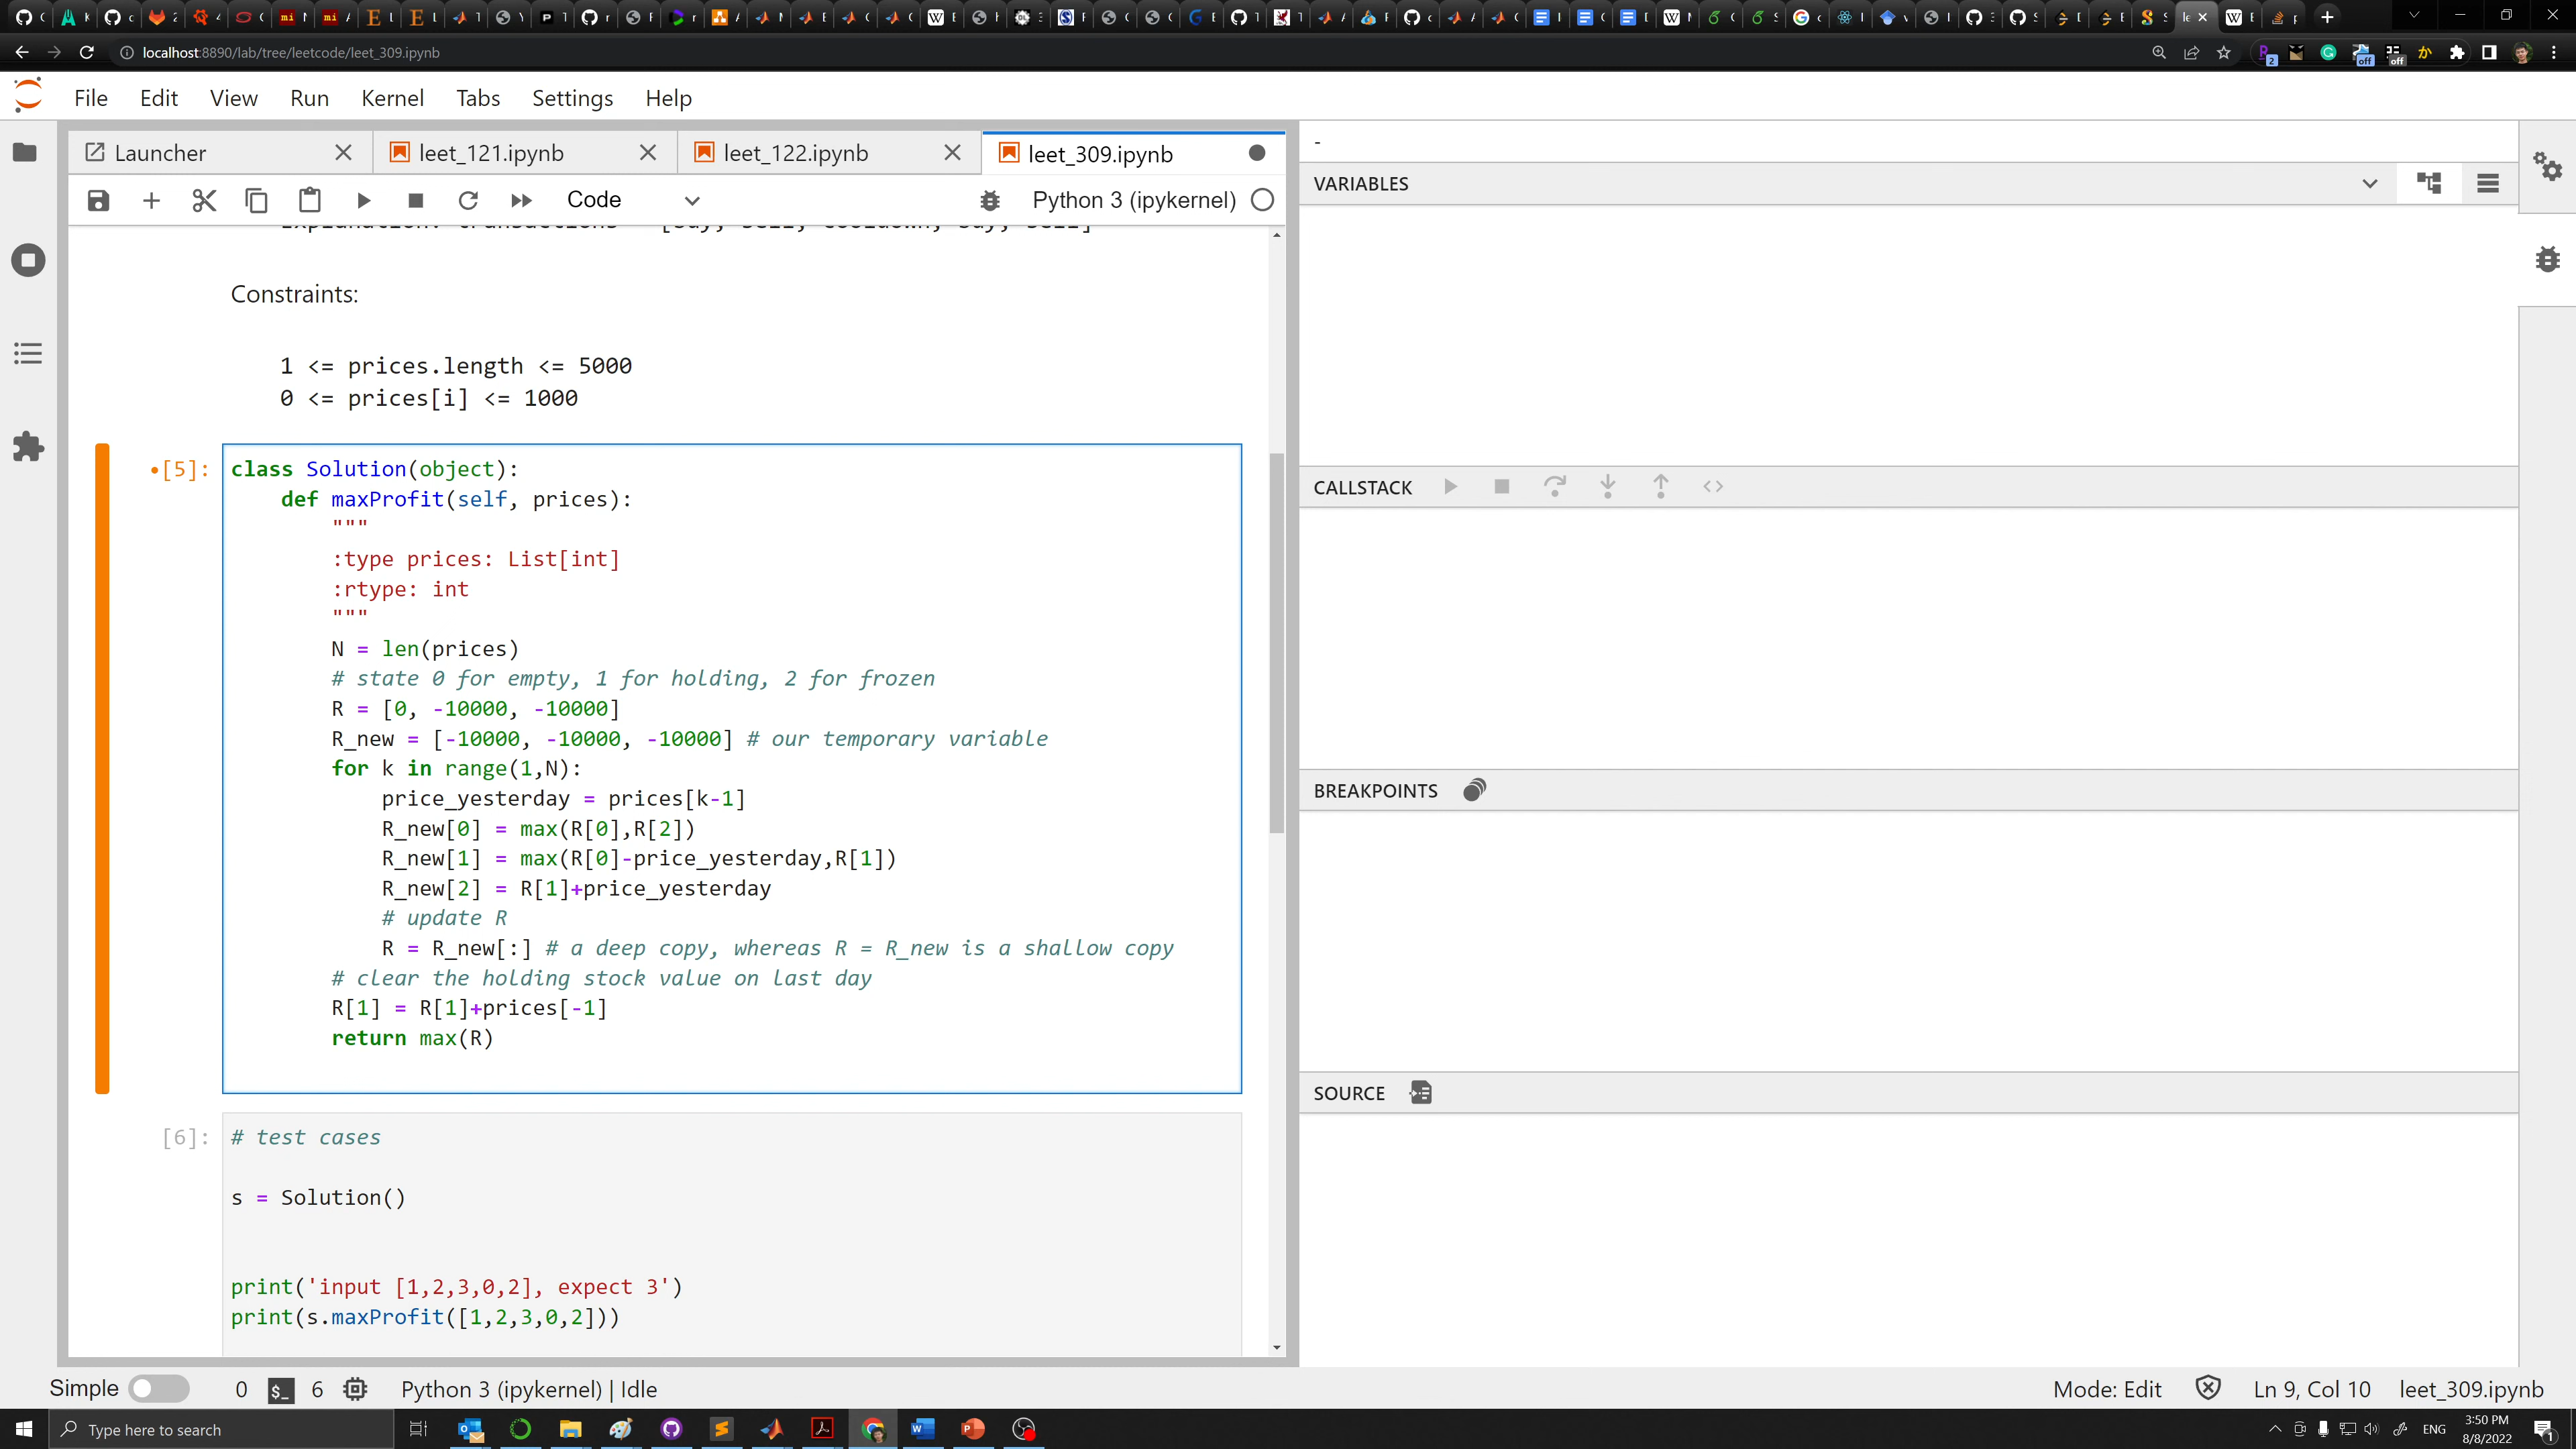 localhost:8890/lab/tree/leetcode/leet_309.ipynb
2
off
off
File Edit View Run Kernel Tabs Settings Help
Launcher
leet_121.ipynb
leet_122.ipynb
leet_309.ipynb
Code
Python 3 (ipykernel)
Constraints:
1 <= prices.length <= 5000
0 <= prices[i] <= 1000
•[5]:
class Solution(object):
def maxProfit(self, prices):
"""
:type prices: List[int]
:rtype: int
"""
N = len(prices)
# state 0 for empty, 1 for holding, 2 for frozen
R = [0, -10000, -10000]
R_new = [-10000, -10000, -10000] # our temporary variable
for k in range(1,N):
price_yesterday = prices[k-1]
R_new[0] = max(R[0],R[2])
R_new[1] = max(R[0]-price_yesterday,R[1])
R_new[2] = R[1]+price_yesterday
# update R
R = R_new[:] # a deep copy, whereas R = R_new is a shallow copy
# clear the holding stock value on last day
R[1] = R[1]+prices[-1]
return max(R)
[6]:
# test cases
s = Solution()
print('input [1,2,3,0,2], expect 3')
print(s.maxProfit([1,2,3,0,2]))
-
VARIABLES
CALLSTACK
BREAKPOINTS
SOURCE
Simple 0 $_ 6 Python 3 (ipykernel) | Idle
Mode: Edit Ln 9, Col 10 leet_309.ipynb
Type here to search
ENG
3:50 PM
8/8/2022
1